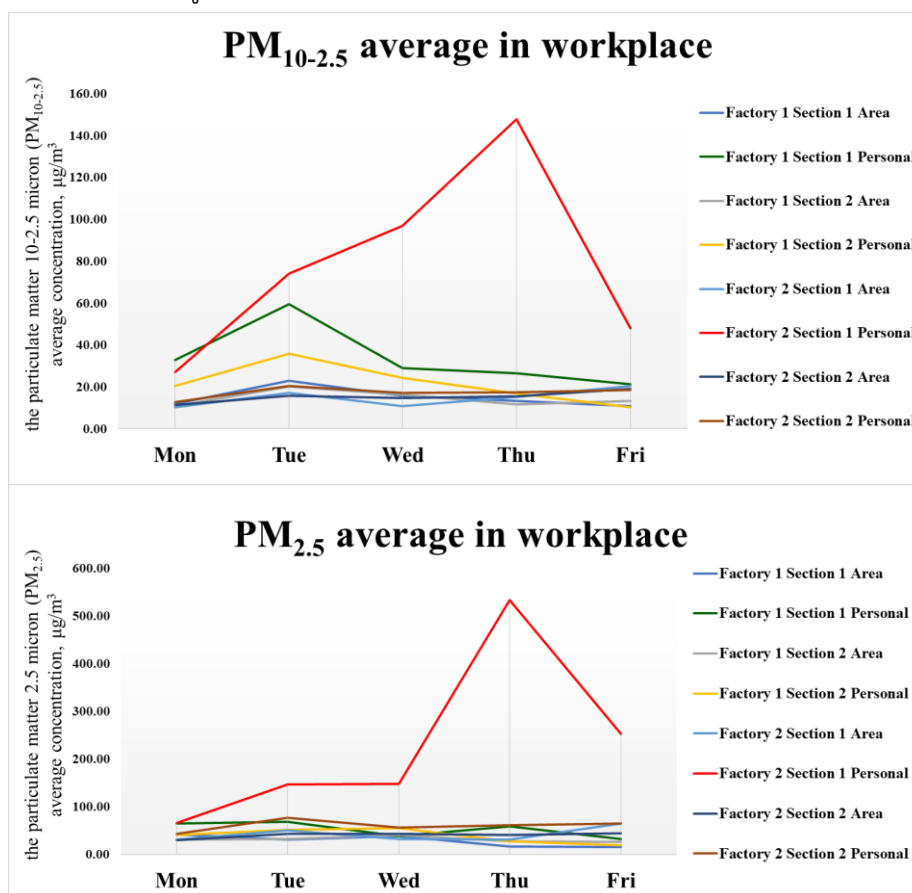 PM10-2.5 average in workplace
the particulate matter 10-2.5 micron (PM10-2.5)
average concentration, µg/m³
160.00
140.00
120.00
100.00
80.00
60.00
40.00
20.00
0.00
Mon Tue Wed Thu Fri
Factory 1 Section 1 Area
Factory 1 Section 1 Personal
Factory 1 Section 2 Area
Factory 1 Section 2 Personal
Factory 2 Section 1 Area
Factory 2 Section 1 Personal
Factory 2 Section 2 Area
Factory 2 Section 2 Personal
PM2.5 average in workplace
the particulate matter 2.5 micron (PM2.5)
average concentration, µg/m³
600.00
500.00
400.00
300.00
200.00
100.00
0.00
Mon Tue Wed Thu Fri
Factory 1 Section 1 Area
Factory 1 Section 1 Personal
Factory 1 Section 2 Area
Factory 1 Section 2 Personal
Factory 2 Section 1 Area
Factory 2 Section 1 Personal
Factory 2 Section 2 Area
Factory 2 Section 2 Personal